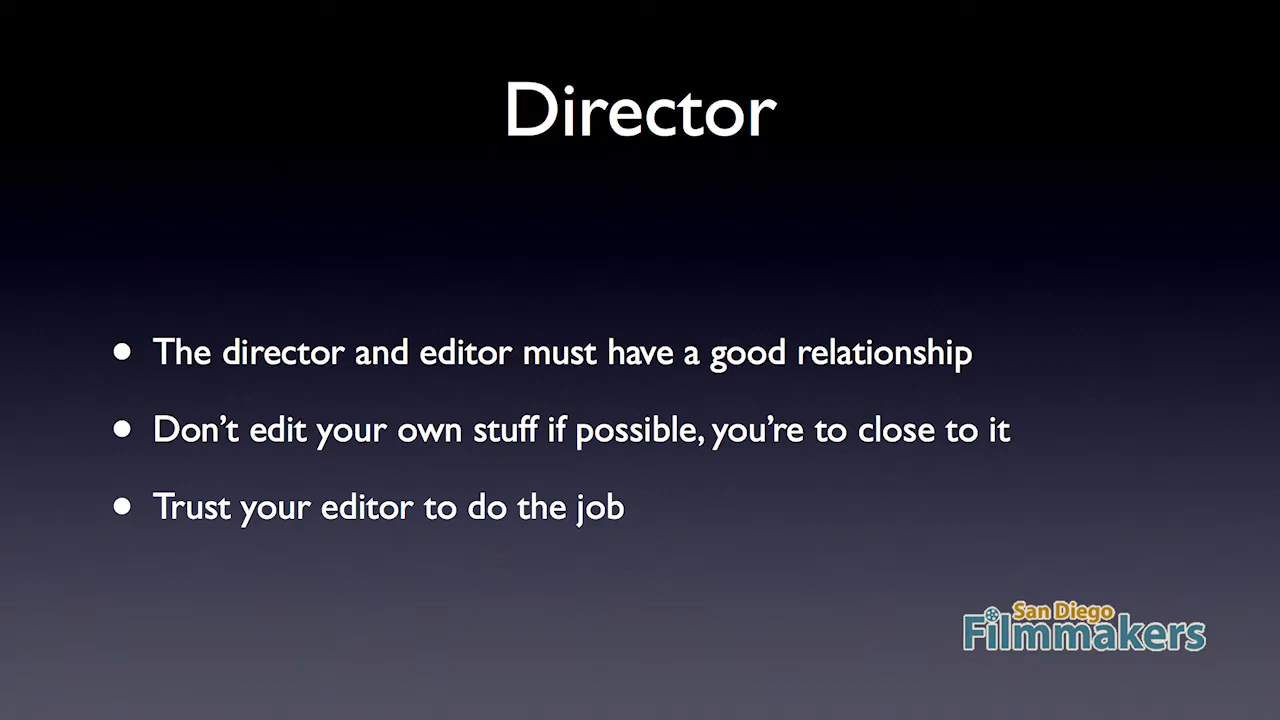 Director
• The director and editor must have a good relationship
• Don't edit your own stuff if possible, you're to close to it
• Trust your editor to do the job
San Diego
Filmmakers